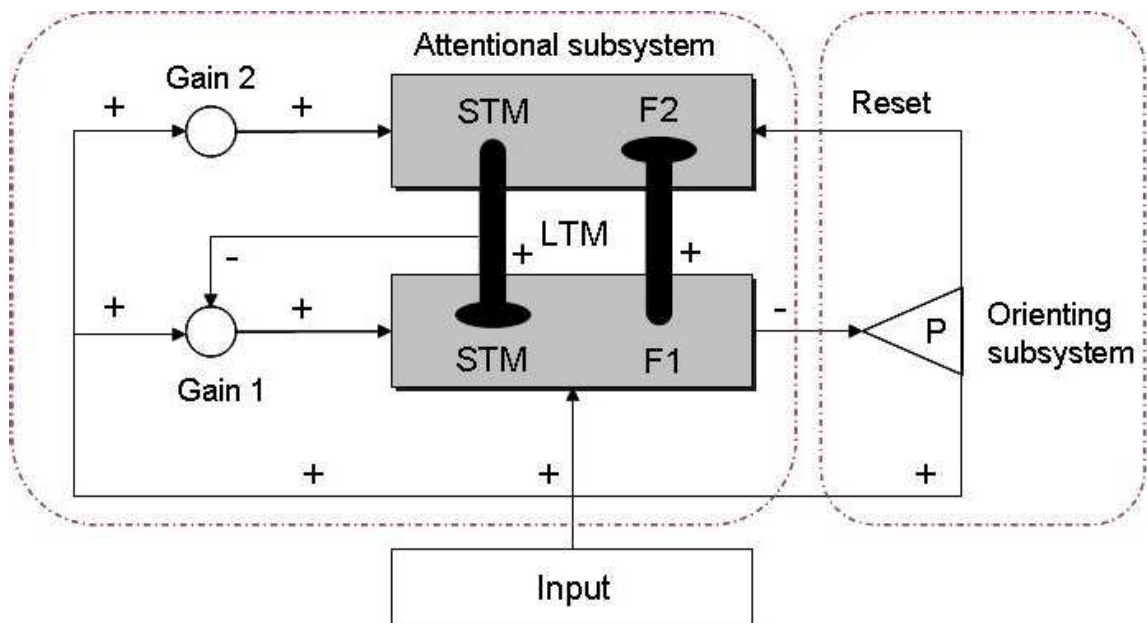 Attentional subsystem
Gain 2
+
+
STM
F2
Reset
LTM
-
+
+
+
+
-
STM
F1
P
Orienting
subsystem
Gain 1
+
+
+
Input